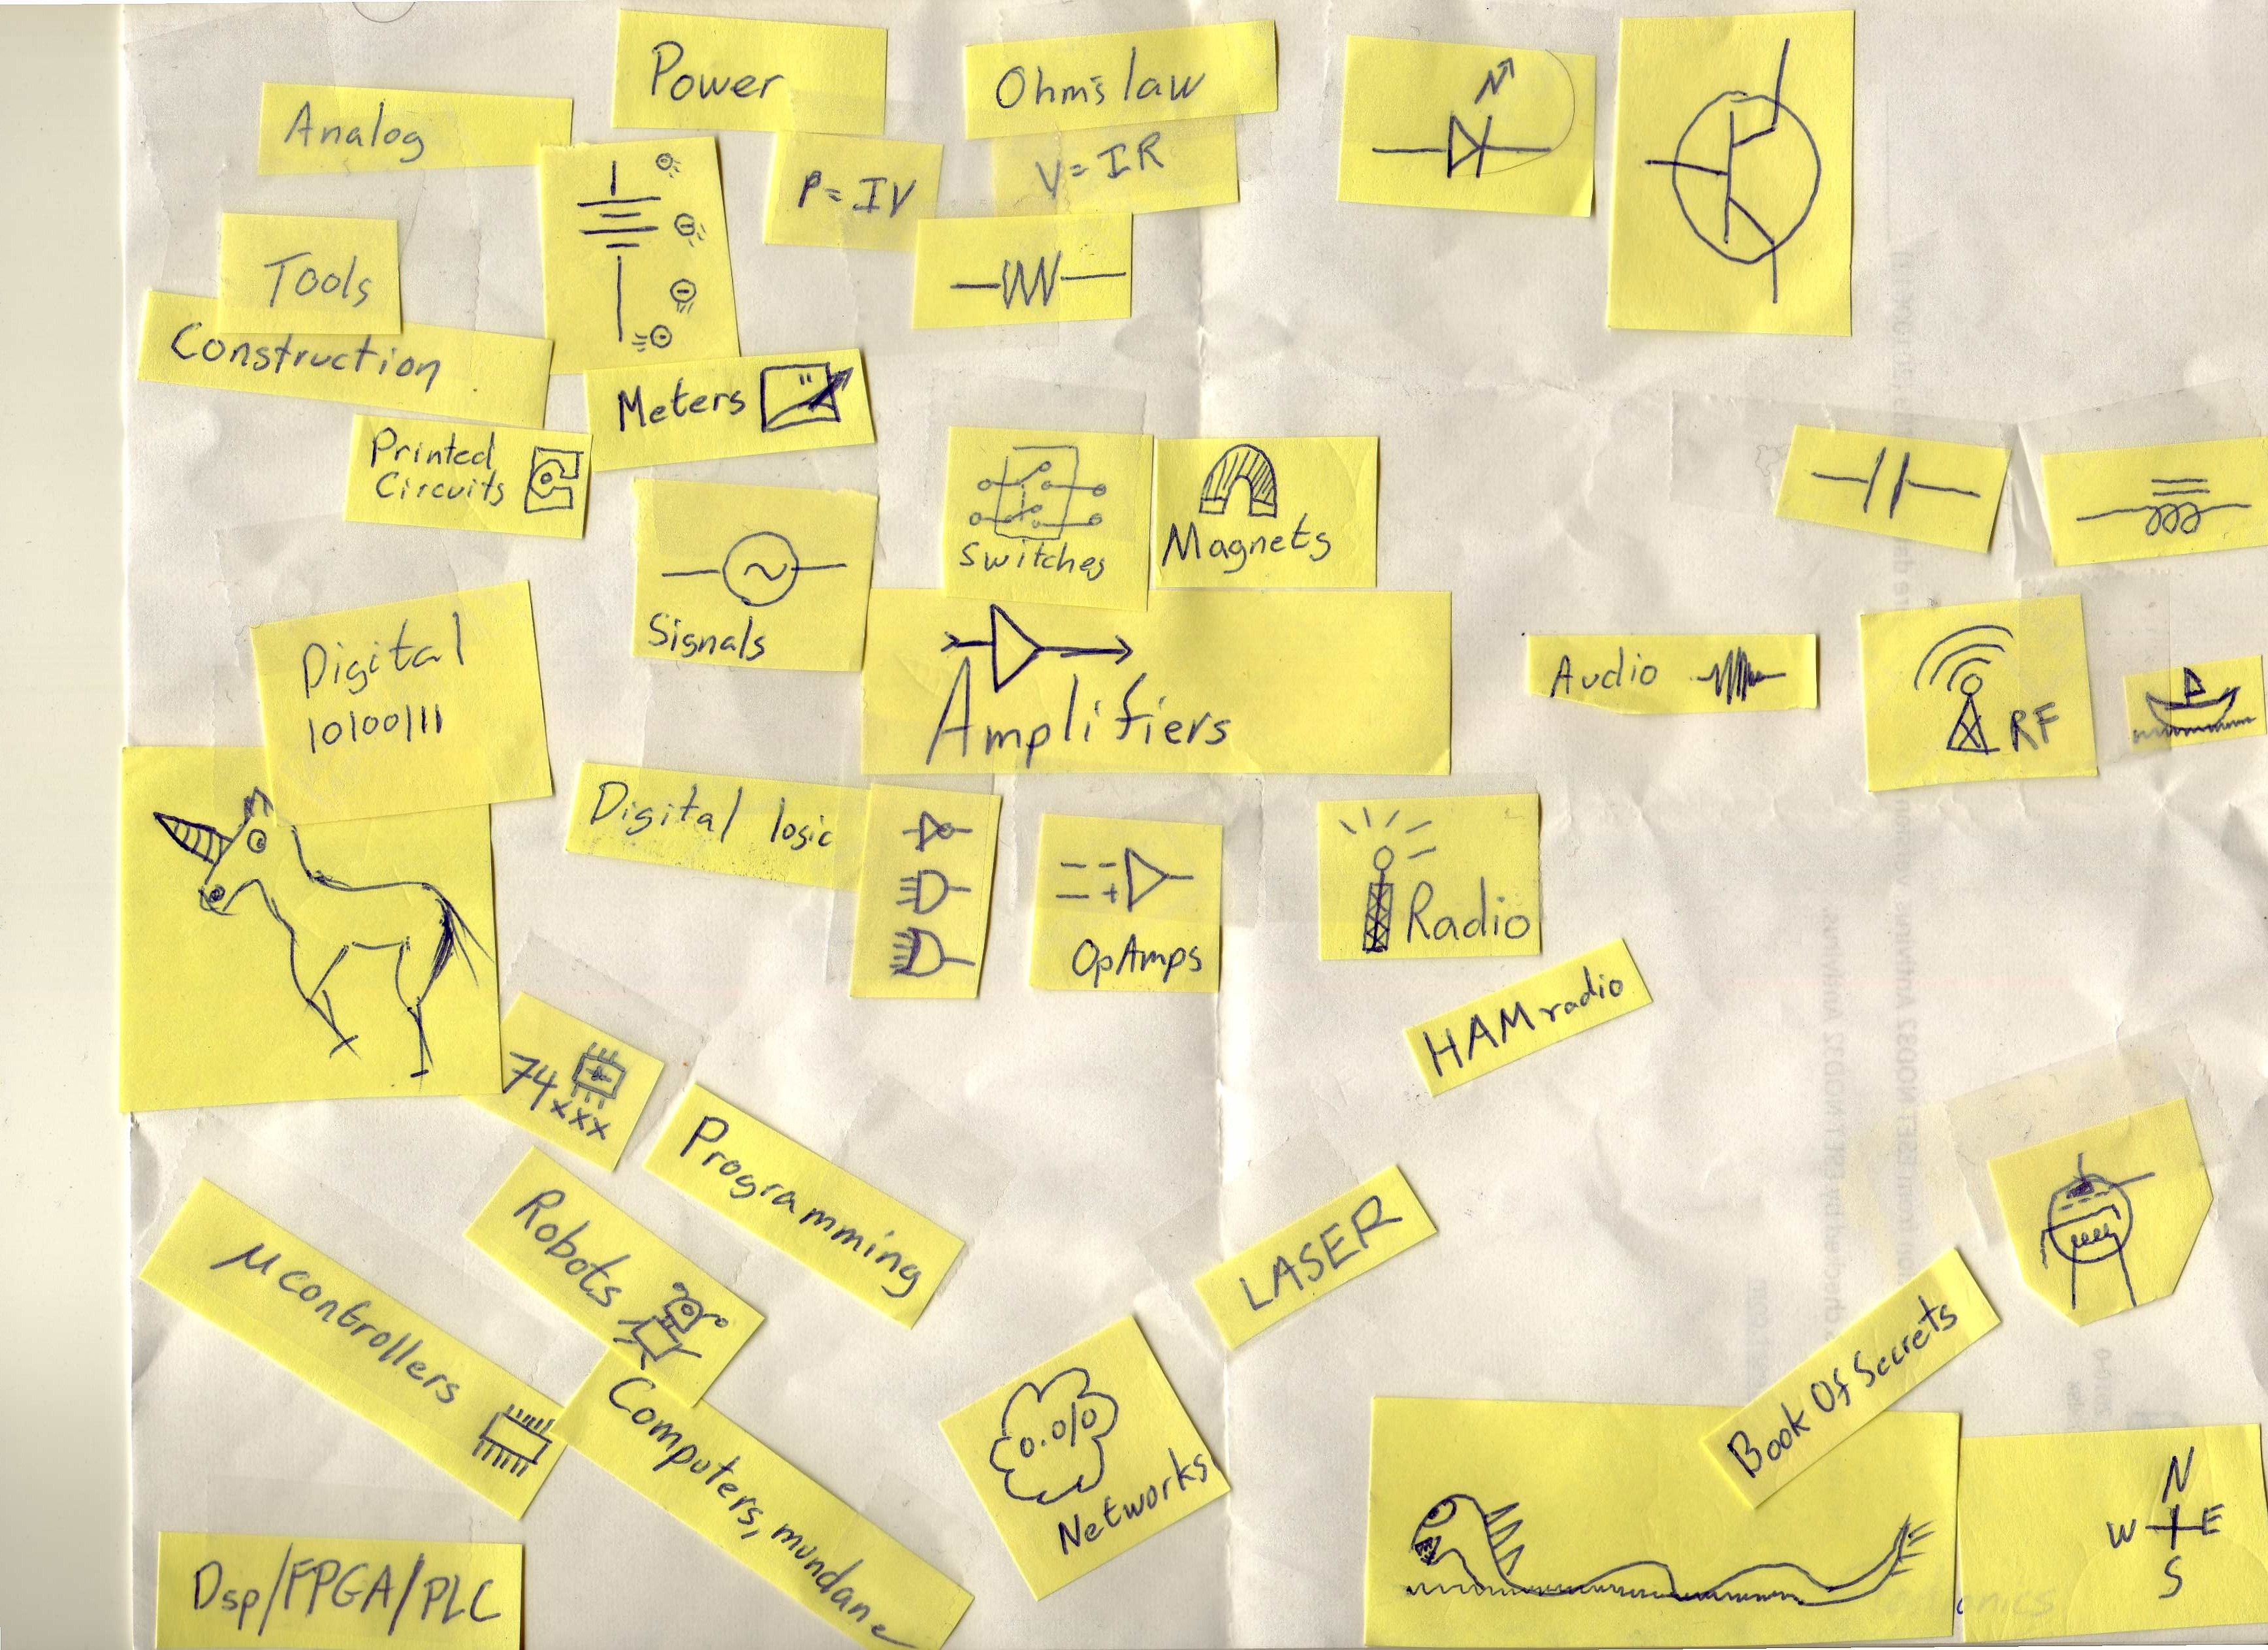 Power
Ohm's law
Analog
P = IV
V = IR
Tools
Construction
Meters
Printed
Circuits
Switches
Magnets
Signals
Digital
10100111
Amplifiers
Audio
RF
Digital logic
- +
OpAmps
Radio
HAM radio
74xxx
Programming
Robots
μcontrollers
LASER
Computers, mundane
0.0/0
Networks
Book Of Secrets
N
W E
S
Dsp/FPGA/PLC